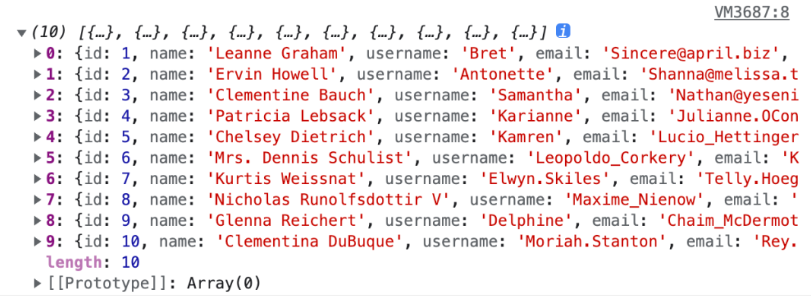 VM3687:8
(10) [{…}, {…}, {…}, {…}, {…}, {…}, {…}, {…}, {…}, {…}] i
0: {id: 1, name: 'Leanne Graham', username: 'Bret', email: 'Sincere@april.biz',
1: {id: 2, name: 'Ervin Howell', username: 'Antonette', email: 'Shanna@melissa.t
2: {id: 3, name: 'Clementine Bauch', username: 'Samantha', email: 'Nathan@yeseni
3: {id: 4, name: 'Patricia Lebsack', username: 'Karianne', email: 'Julianne.OCon
4: {id: 5, name: 'Chelsey Dietrich', username: 'Kamren', email: 'Lucio_Hettinger
5: {id: 6, name: 'Mrs. Dennis Schulist', username: 'Leopoldo_Corkery', email: 'K
6: {id: 7, name: 'Kurtis Weissnat', username: 'Elwyn.Skiles', email: 'Telly.Hoeg
7: {id: 8, name: 'Nicholas Runolfsdottir V', username: 'Maxime_Nienow', email: '
8: {id: 9, name: 'Glenna Reichert', username: 'Delphine', email: 'Chaim_McDermot
9: {id: 10, name: 'Clementina DuBuque', username: 'Moriah.Stanton', email: 'Rey.
length: 10
[[Prototype]]: Array(0)